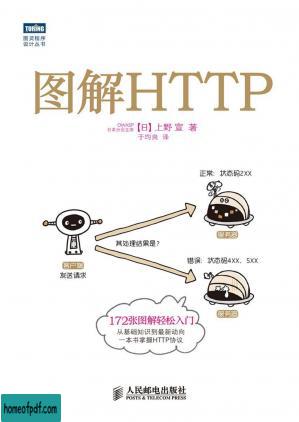 TURING
图灵程序
设计丛书
图解HTTP
OWASP
日本分会主席
【日】上野 宣 著
于均良 译
正常：状态码2XX
服务器
其处理结果是？
客户端
发送请求
错误：状态码4XX、5XX
服务器
172张图解轻松入门
从基础知识到最新动向
一本书掌握HTTP协议
人民邮电出版社
POSTS & TELECOM PRESS
homeofpdf.com